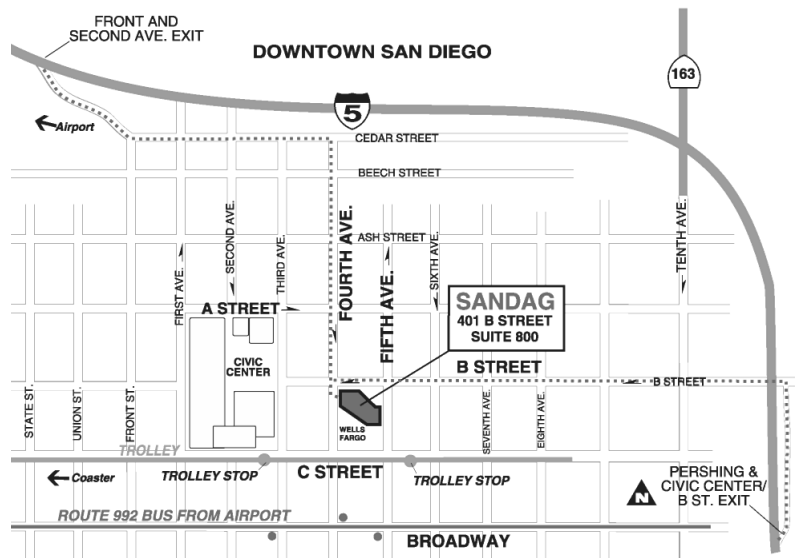 FRONT AND
SECOND AVE. EXIT
DOWNTOWN SAN DIEGO
163
5
Airport
CEDAR STREET
BEECH STREET
ASH STREET
FIRST AVE.
SECOND AVE.
THIRD AVE.
FOURTH AVE.
FIFTH AVE.
SIXTH AVE.
TENTH AVE.
A STREET
SANDAG
401 B STREET
SUITE 800
CIVIC
CENTER
B STREET
B STREET
STATE ST.
UNION ST.
FRONT ST.
WELLS
FARGO
SEVENTH AVE.
EIGHTH AVE.
TROLLEY
Coaster
TROLLEY STOP
C STREET
TROLLEY STOP
N
PERSHING &
CIVIC CENTER/
B ST. EXIT
ROUTE 992 BUS FROM AIRPORT
BROADWAY